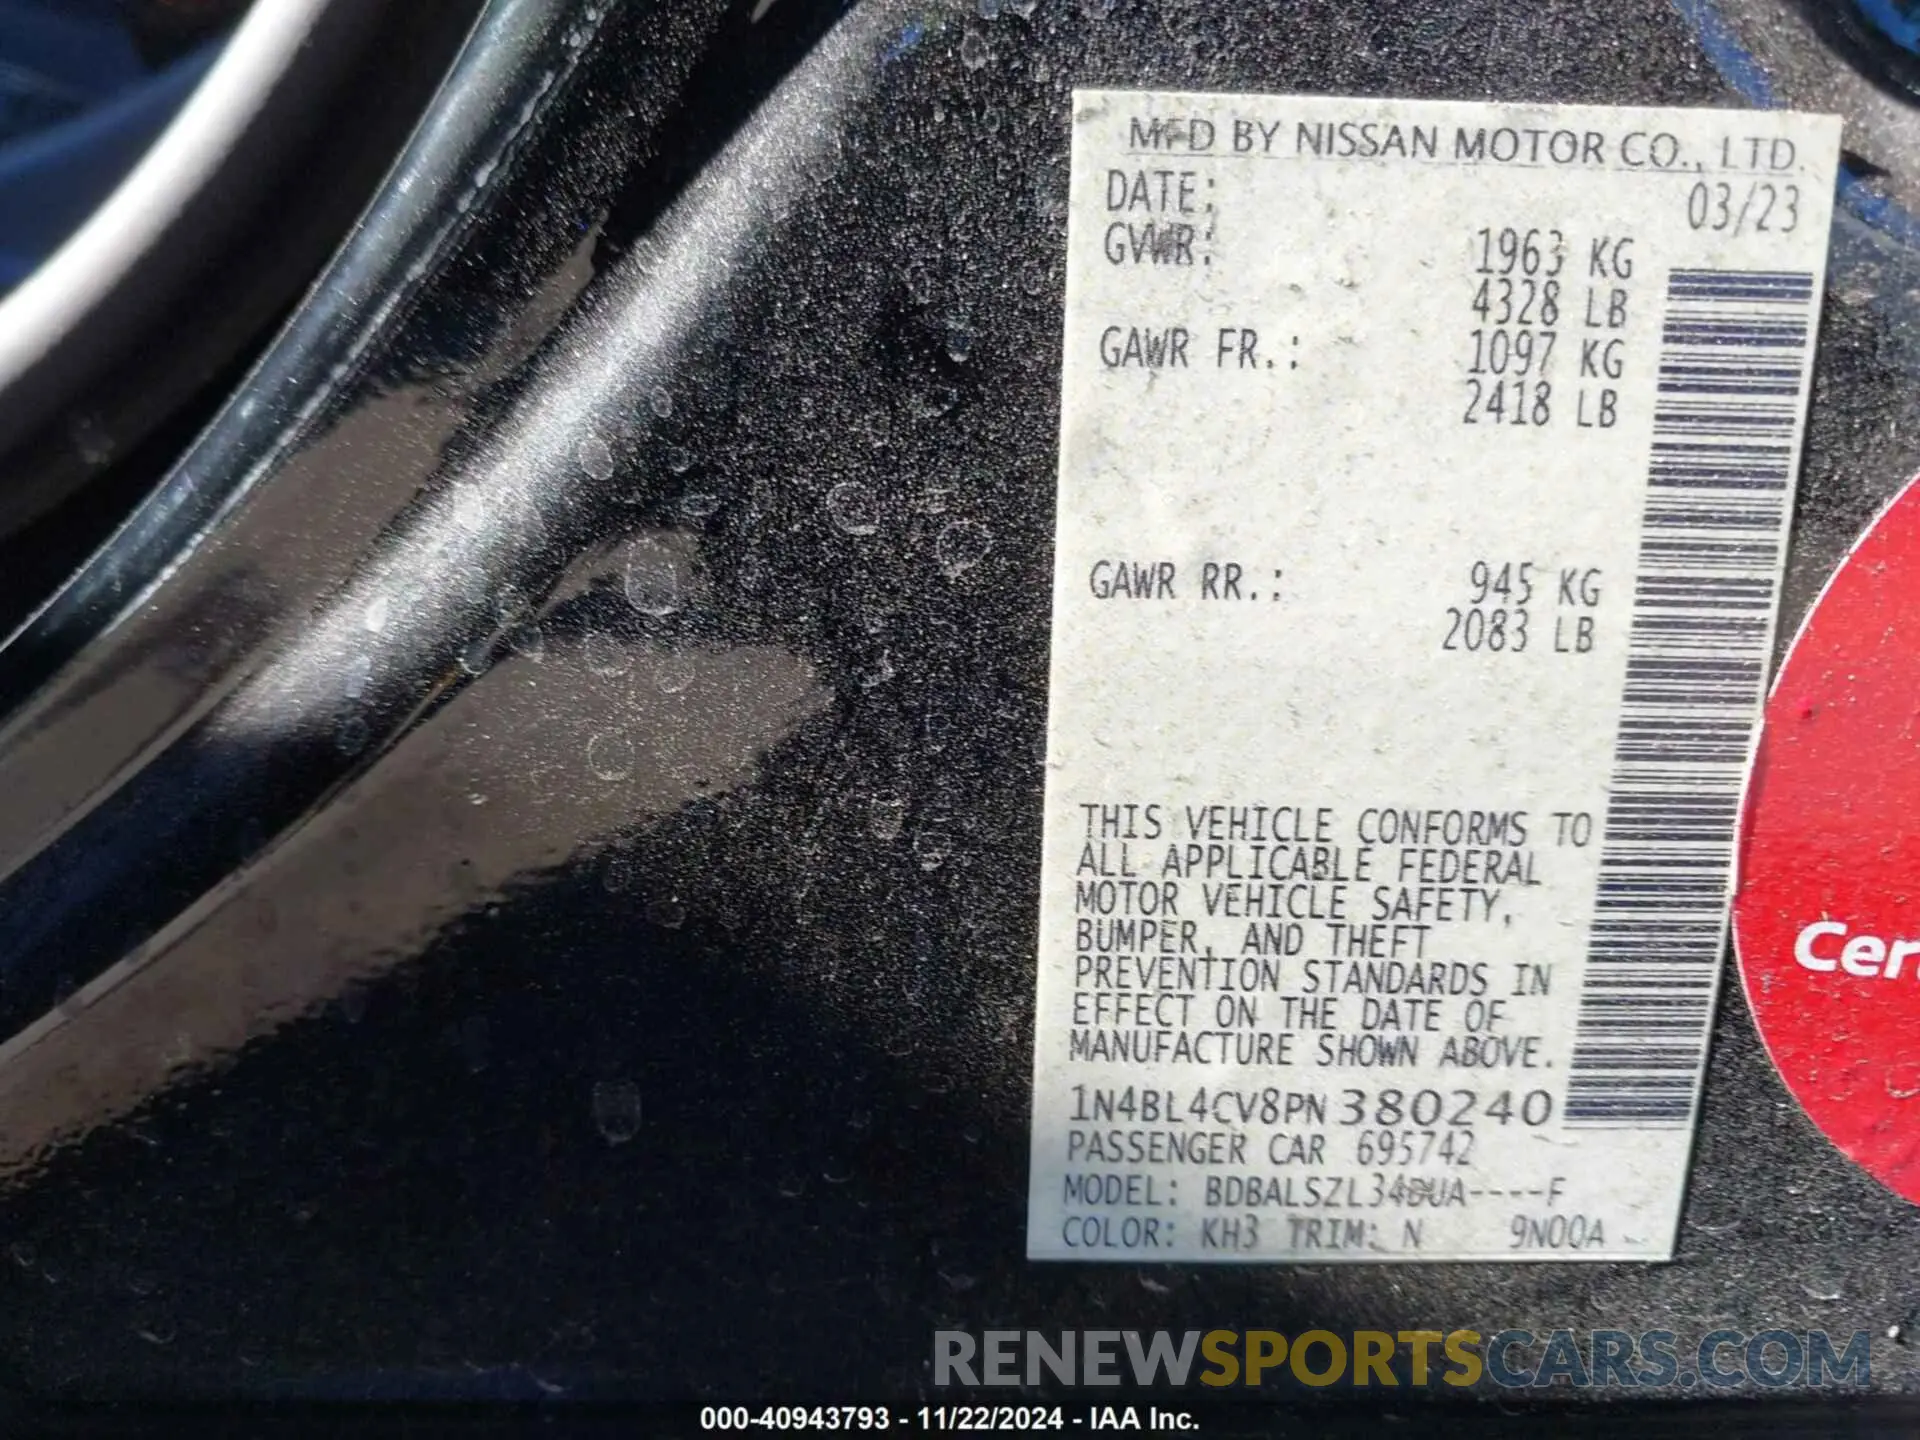 MFD BY NISSAN MOTOR CO., LTD.
DATE: 03/23
GVWR: 1963 KG
4328 LB
GAWR FR.: 1097 KG
2418 LB
GAWR RR.: 945 KG
2083 LB
THIS VEHICLE CONFORMS TO
ALL APPLICABLE FEDERAL
MOTOR VEHICLE SAFETY,
BUMPER, AND THEFT
PREVENTION STANDARDS IN
EFFECT ON THE DATE OF
MANUFACTURE SHOWN ABOVE.
1N4BL4CV8PN380240
PASSENGER CAR 695742
MODEL: BDBALSZL34DUA----F
COLOR: KH3 TRIM: N 9N00A
Cer
RENEWSPORTSCARS.COM
000-40943793 - 11/22/2024 - IAA Inc.